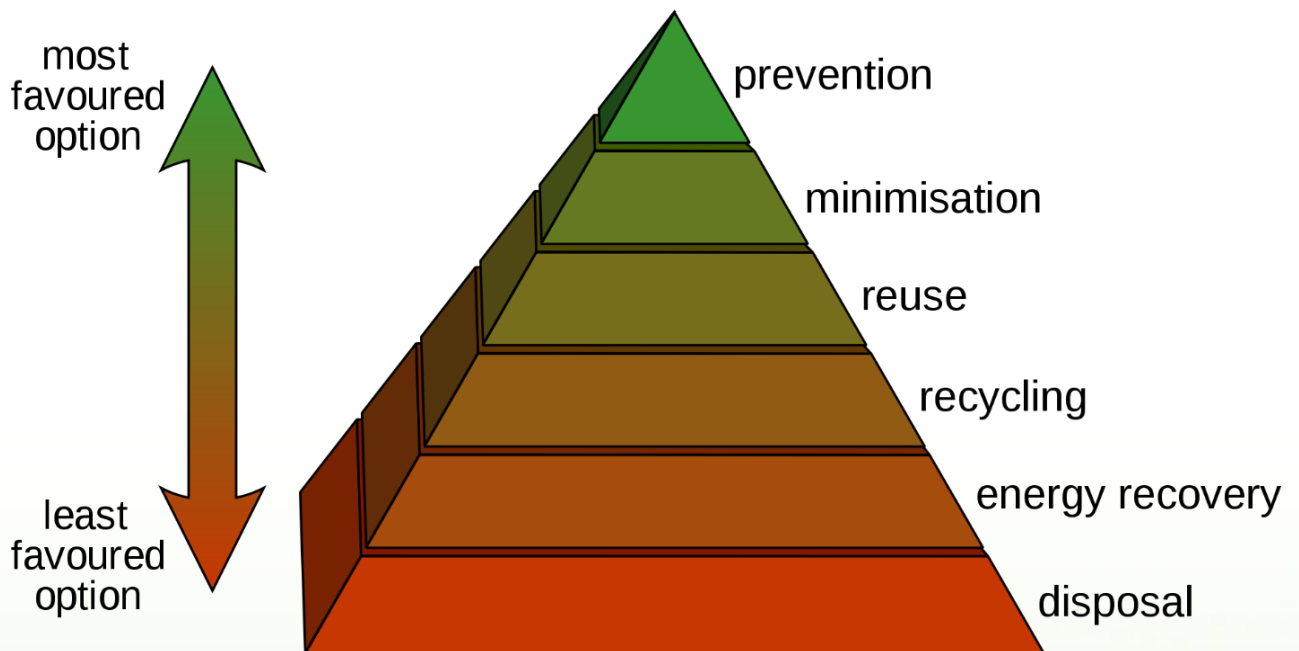 most
favoured
option
prevention
minimisation
reuse
recycling
energy recovery
least
favoured
option
disposal